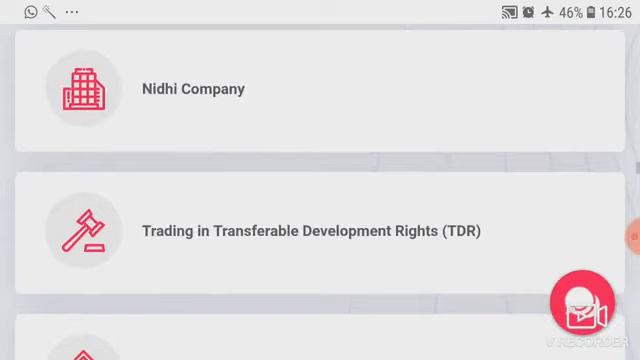 46% 16:26
Nidhi Company
Trading in Transferable Development Rights (TDR)
V RECORDER